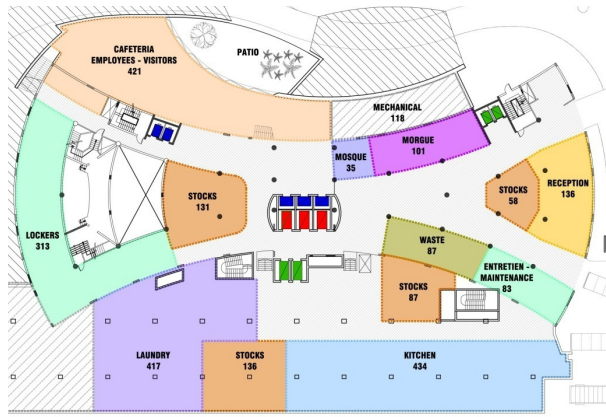 CAFETERIA
EMPLOYEES - VISITORS
421
PATIO
MECHANICAL
118
MOSQUE
35
MORGUE
101
STOCKS
131
STOCKS
58
RECEPTION
136
LOCKERS
313
WASTE
87
ENTRETIEN -
MAINTENANCE
83
STOCKS
87
LAUNDRY
417
STOCKS
136
KITCHEN
434